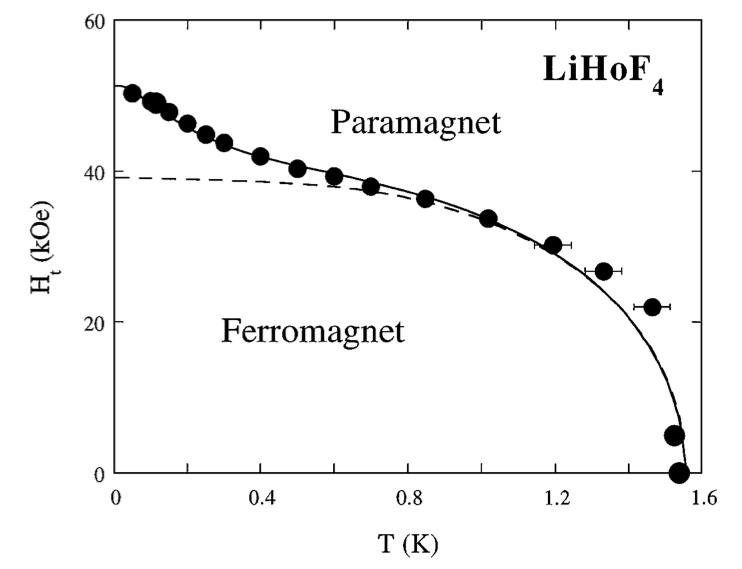 60
LiHoF4
Paramagnet
40
Ht (kOe)
Ferromagnet
20
0
0 0.4 0.8 1.2 1.6
T (K)